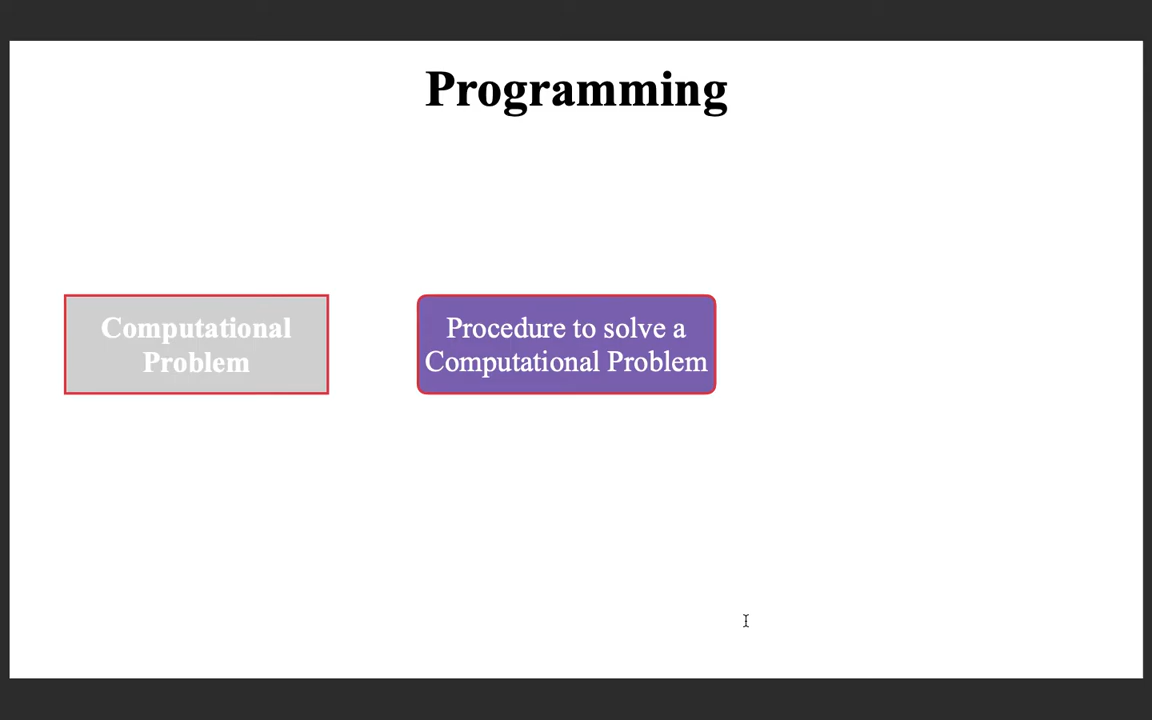 Programming
Computational
Problem
Procedure to solve a
Computational Problem